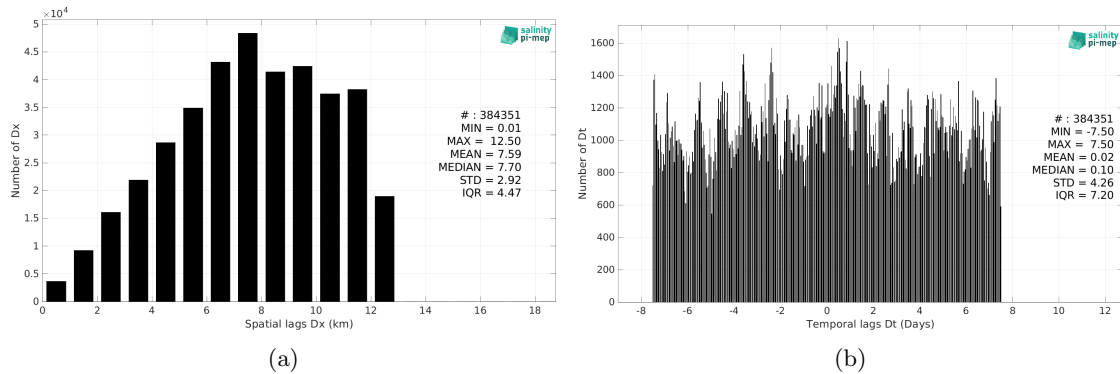 ×10⁴
5
4.5
4
3.5
3
2.5
2
1.5
1
0.5
0
Number of Dx
0 2 4 6 8 10 12 14 16 18
Spatial lags Dx (km)
salinity
pi-mep
# : 384351
MIN = 0.01
MAX = 12.50
MEAN = 7.59
MEDIAN = 7.70
STD = 2.92
IQR = 4.47
(a)
1600
1400
1200
1000
800
600
400
200
0
Number of Dt
-8 -6 -4 -2 0 2 4 6 8 10 12
Temporal lags Dt (Days)
salinity
pi-mep
# : 384351
MIN = -7.50
MAX = 7.50
MEAN = 0.02
MEDIAN = 0.10
STD = 4.26
IQR = 7.20
(b)